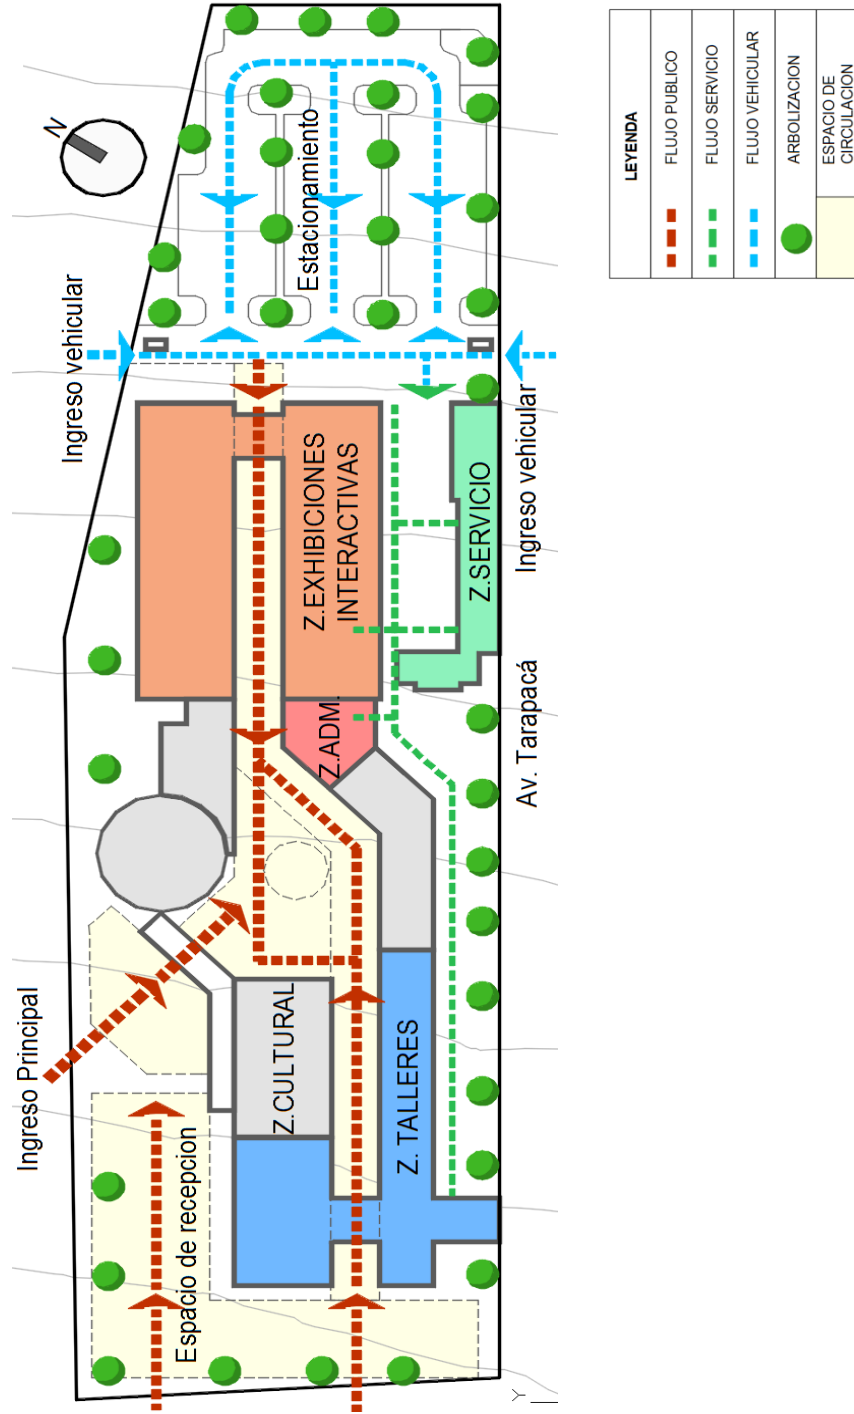 N
Estacionamiento
Ingreso vehicular
Ingreso vehicular
Z.EXHIBICIONES
INTERACTIVAS
Z.SERVICIO
Z.ADM.
Av. Tarapacá
Ingreso Principal
Z.CULTURAL
Z. TALLERES
Espacio de recepcion
Y
LEYENDA
FLUJO PUBLICO
FLUJO SERVICIO
FLUJO VEHICULAR
ARBOLIZACION
ESPACIO DE
CIRCULACION